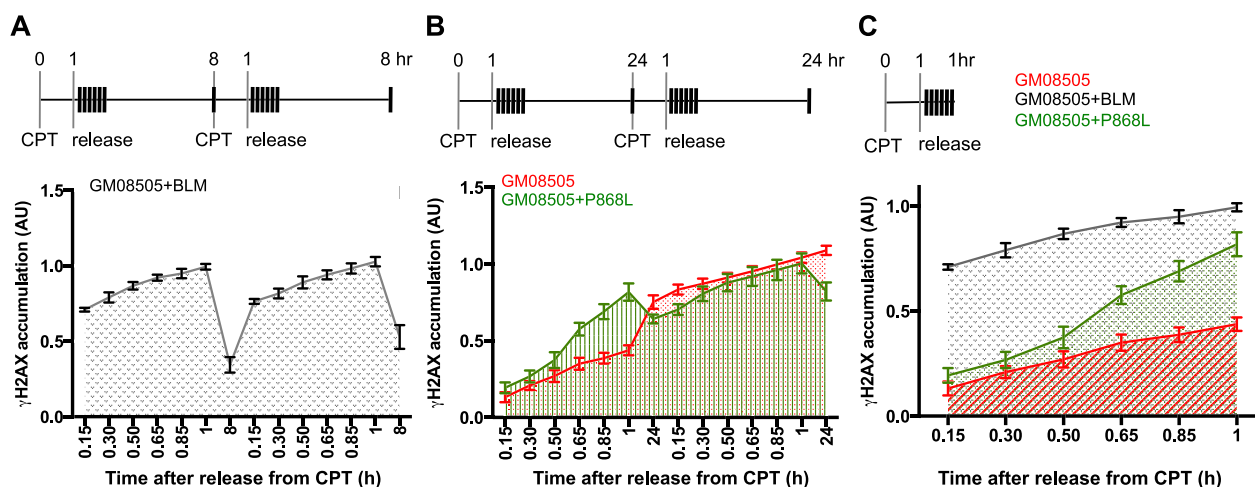 A
0 1 8 1 8 hr
CPT release CPT release
GM08505+BLM
γH2AX accumulation (AU)
1.5
1.0
0.5
0.0
0.15 0.30 0.50 0.65 0.85 1 8 0.15 0.30 0.50 0.65 0.85 1 8
Time after release from CPT (h)
B
0 1 24 1 24 hr
CPT release CPT release
GM08505
GM08505+P868L
γH2AX accumulation (AU)
1.5
1.0
0.5
0.0
0.15 0.30 0.50 0.65 0.85 1 24 0.15 0.30 0.50 0.65 0.85 1 24
Time after release from CPT (h)
C
0 1 1hr
CPT release
GM08505
GM08505+BLM
GM08505+P868L
γH2AX accumulation (AU)
1.0
0.5
0.0
0.15 0.30 0.50 0.65 0.85 1
Time after release from CPT (h)